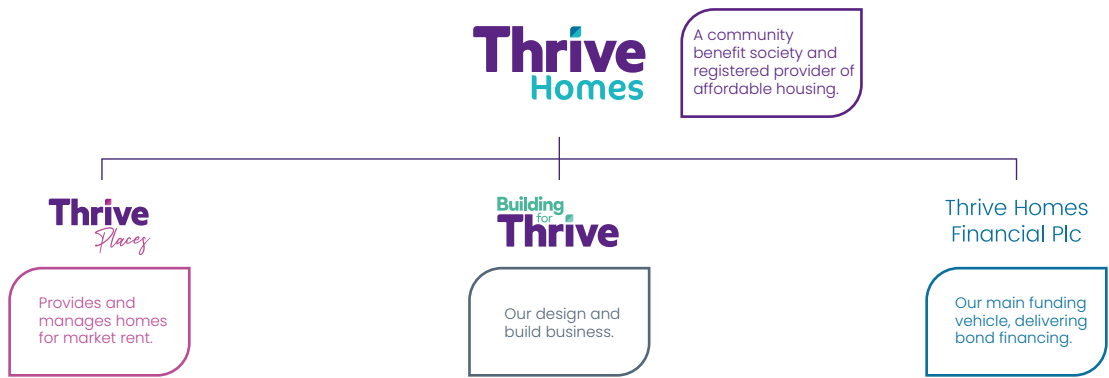 Thrive
Homes
A community
benefit society and
registered provider of
affordable housing.
Thrive
Places
Provides and
manages homes
for market rent.
Building
for
Thrive
Our design and
build business.
Thrive Homes
Financial Plc
Our main funding
vehicle, delivering
bond financing.